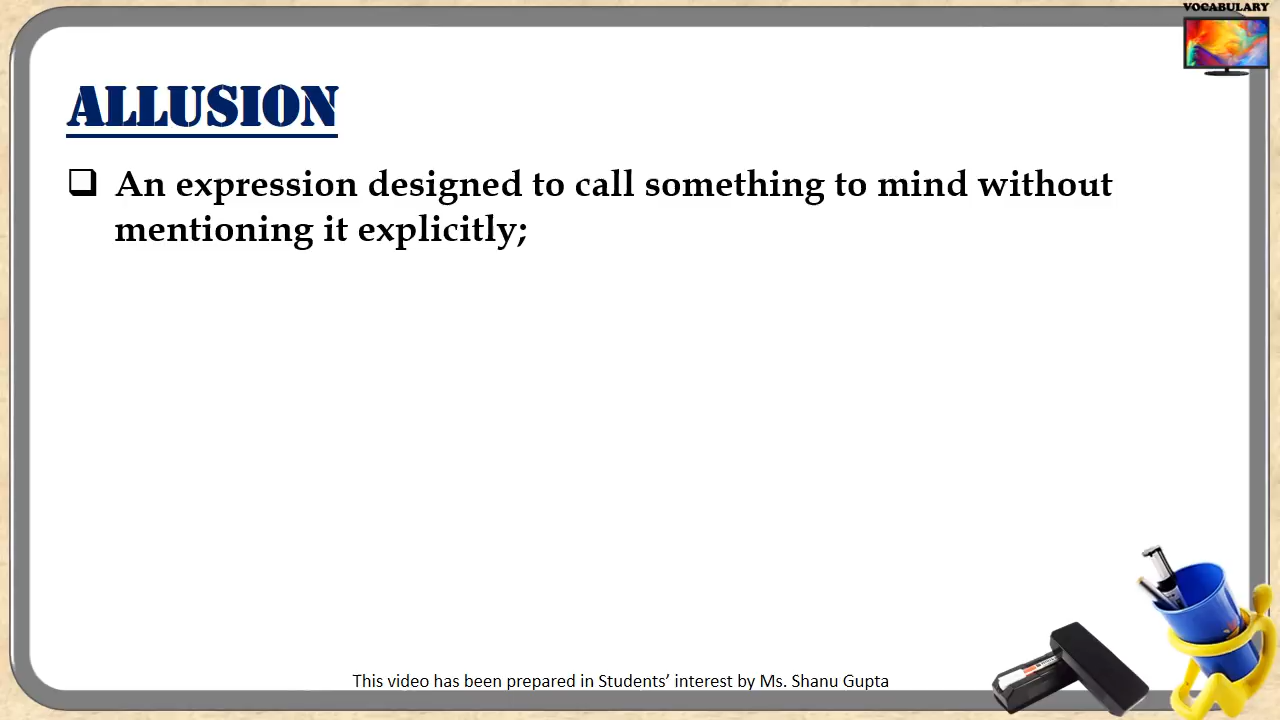 VOCABULARY
ALLUSION
An expression designed to call something to mind without
mentioning it explicitly;
This video has been prepared in Students’ interest by Ms. Shanu Gupta